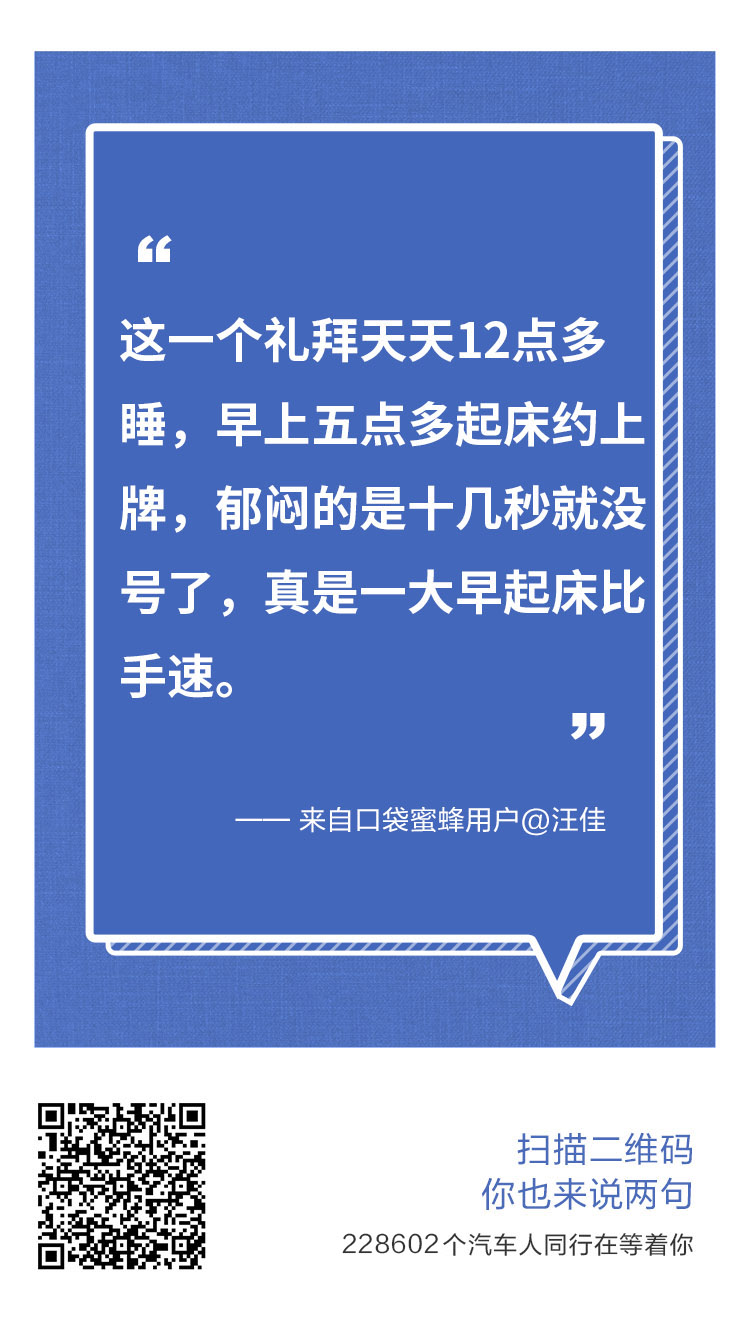 “
这一个礼拜天天12点多
睡，早上五点多起床约上
牌，郁闷的是十几秒就没
号了，真是一大早起床比
手速。
”
—— 来自口袋蜜蜂用户@汪佳
扫描二维码
你也来说两句
228602个汽车人同行在等着你